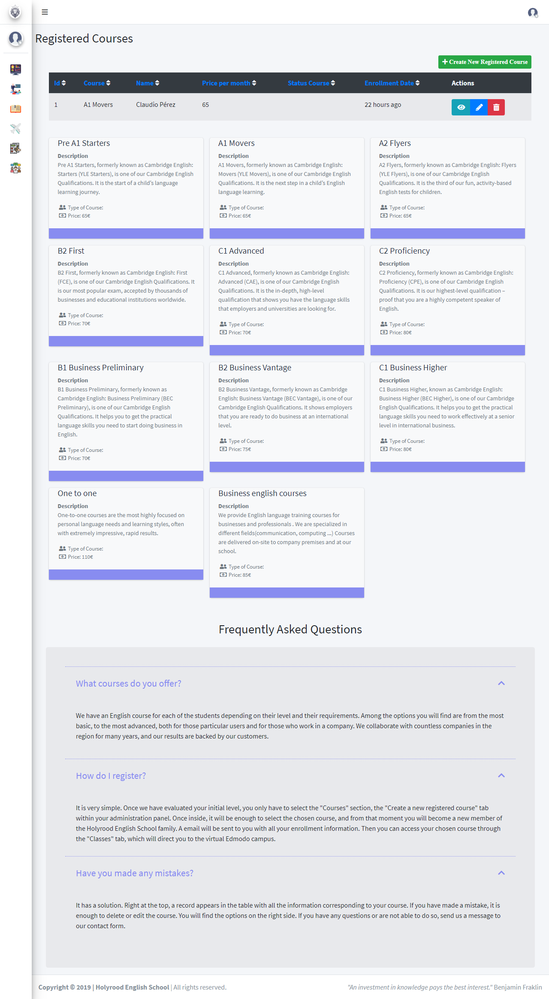 Registered Courses
Create New Registered Course
Id Course Name Price per month Status Course Enrollment Date Actions
1 A1 Movers Claudio Pérez 65 22 hours ago
Pre A1 Starters
Description
Pre A1 Starters, formerly known as Cambridge English:
Starters (YLE Starters), is one of our Cambridge English
Qualifications. It is the start of a child’s language
learning journey.
Type of Course:
Price: 65€
A1 Movers
Description
A1 Movers, formerly known as Cambridge English:
Movers (YLE Movers), is one of our Cambridge English
Qualifications. It is the next step in a child’s English
language learning.
Type of Course:
Price: 65€
A2 Flyers
Description
A2 Flyers, formerly known as Cambridge English: Flyers
(YLE Flyers), is one of our Cambridge English
Qualifications. It is the third of our fun, activity-based
English tests for children.
Type of Course:
Price: 65€
B2 First
Description
B2 First, formerly known as Cambridge English: First
(FCE), is one of our Cambridge English Qualifications. It
is our most popular exam, accepted by thousands of
businesses and educational institutions worldwide.
Type of Course:
Price: 70€
C1 Advanced
Description
C1 Advanced, formerly known as Cambridge English:
Advanced (CAE), is one of our Cambridge English
Qualifications. It is the in-depth, high-level
qualification that shows you have the language skills
that employers and universities are looking for.
Type of Course:
Price: 70€
C2 Proficiency
Description
C2 Proficiency, formerly known as Cambridge English:
Proficiency (CPE), is one of our Cambridge English
Qualifications. It is our highest-level qualification –
proof that you are a highly competent speaker of
English.
Type of Course:
Price: 80€
B1 Business Preliminary
Description
B1 Business Preliminary, formerly known as
Cambridge English: Business Preliminary (BEC
Preliminary), is one of our Cambridge English
Qualifications. It helps you to get the practical
language skills you need to start doing business in
English.
Type of Course:
Price: 70€
B2 Business Vantage
Description
B2 Business Vantage, formerly known as Cambridge
English: Business Vantage (BEC Vantage), is one of our
Cambridge English Qualifications. It shows employers
that you are ready to do business at an international
level.
Type of Course:
Price: 75€
C1 Business Higher
Description
C1 Business Higher, known as Cambridge English:
Business Higher (BEC Higher), is one of our Cambridge
English Qualifications. It helps you to get the practical
language skills you need to work effectively at a senior
level in international business.
Type of Course:
Price: 80€
One to one
Description
One-to-one courses are the most highly focused on
personal language needs and learning styles, often
with extremely impressive, rapid results.
Type of Course:
Price: 110€
Business english courses
Description
We provide English language training courses for
businesses and professionals . We are specialized in
different fields(communication, computing ...) Courses
are delivered on-site to company premises and at our
school.
Type of Course:
Price: 85€
Frequently Asked Questions
What courses do you offer?
We have an English course for each of the students depending on their level and their requirements. Among the options you will find are from the most
basic, to the most advanced, both for those particular users and for those who work in a company. We collaborate with countless companies in the
region for many years, and our results are backed by our customers.
How do I register?
It is very simple. Once we have evaluated your initial level, you only have to select the "Courses" section, the "Create a new registered course" tab
within your administration panel. Once inside, it will be enough to select the chosen course, and from that moment you will become a new member of
the Holyrood English School family. A email will be sent to you with all your enrollment information. Then you can access your chosen course through
the "Classes" tab, which will direct you to the virtual Edmodo campus.
Have you made any mistakes?
It has a solution. Right at the top, a record appears in the table with all the information corresponding to your course. If you have made a mistake, it is
enough to delete or edit the course. You will find the options on the right side. If you have any questions or are not able to do so, send us a message to
our contact form.
Copyright © 2019 | Holyrood English School | All rights reserved.
"An investment in knowledge pays the best interest." Benjamin Fraklin